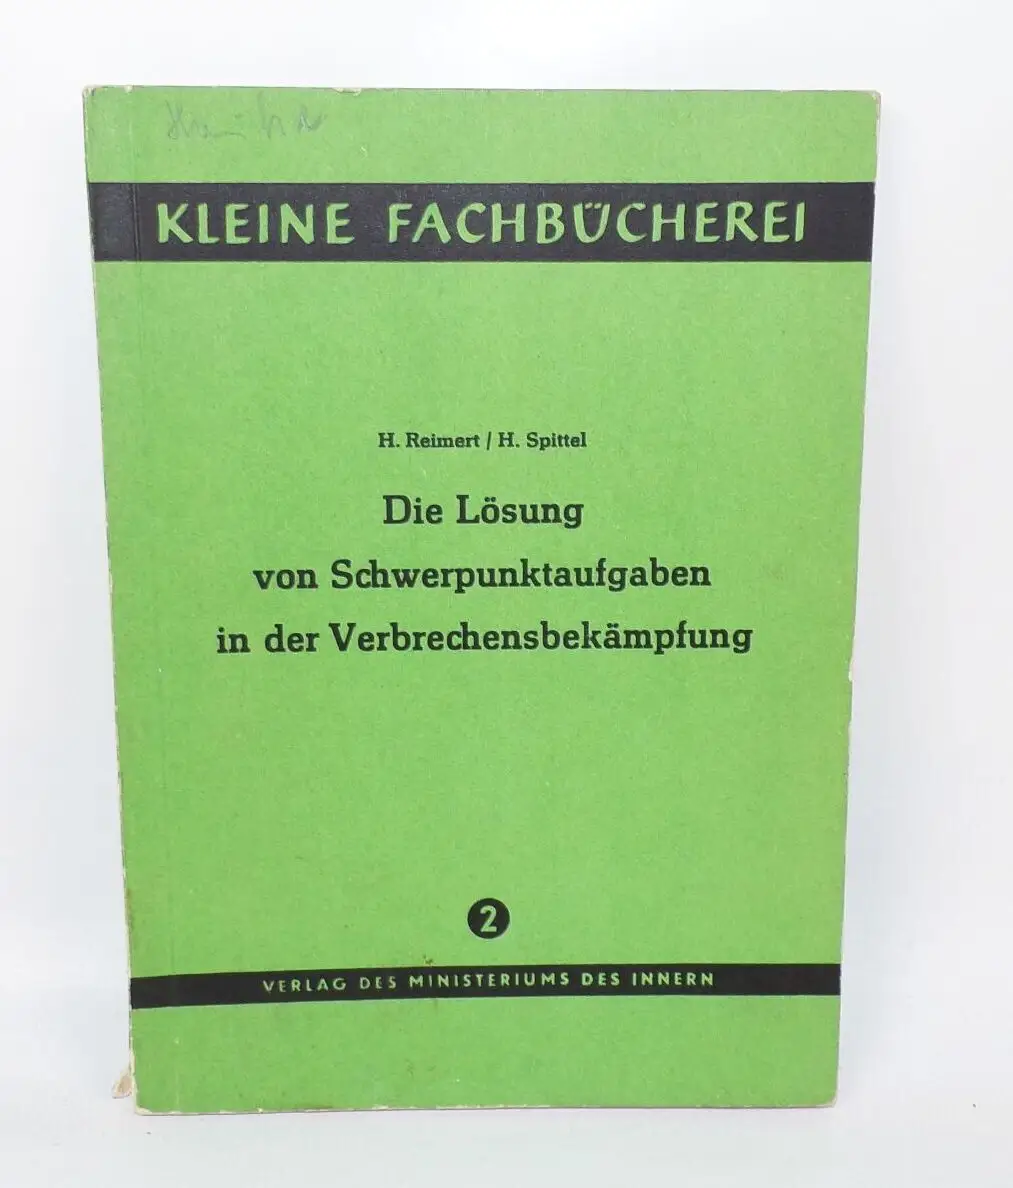 KLEINE FACHBÜCHEREI
H. Reimert / H. Spittel
Die Lösung
von Schwerpunktaufgaben
in der Verbrechensbekämpfung
2
VERLAG DES MINISTERIUMS DES INNERN